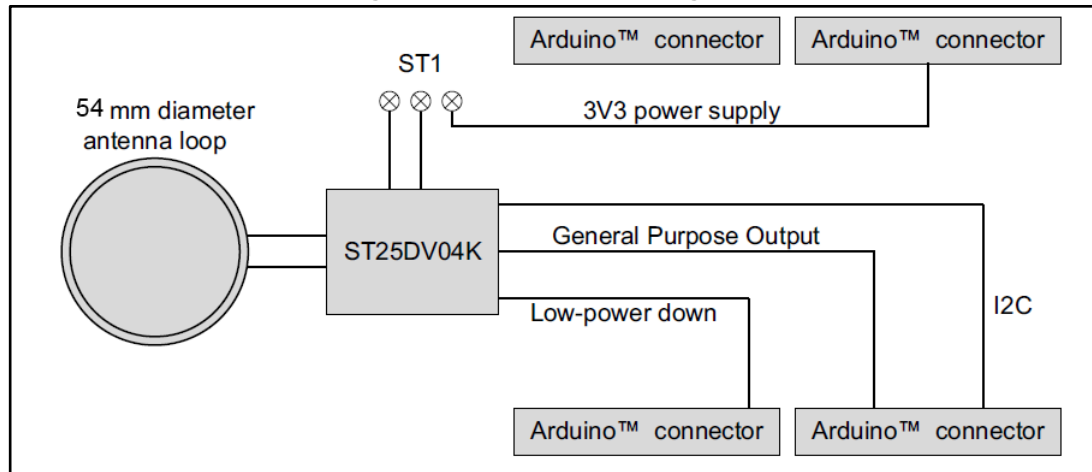 Arduino™ connector
Arduino™ connector
ST1
3V3 power supply
54 mm diameter
antenna loop
ST25DV04K
General Purpose Output
Low-power down
I2C
Arduino™ connector
Arduino™ connector